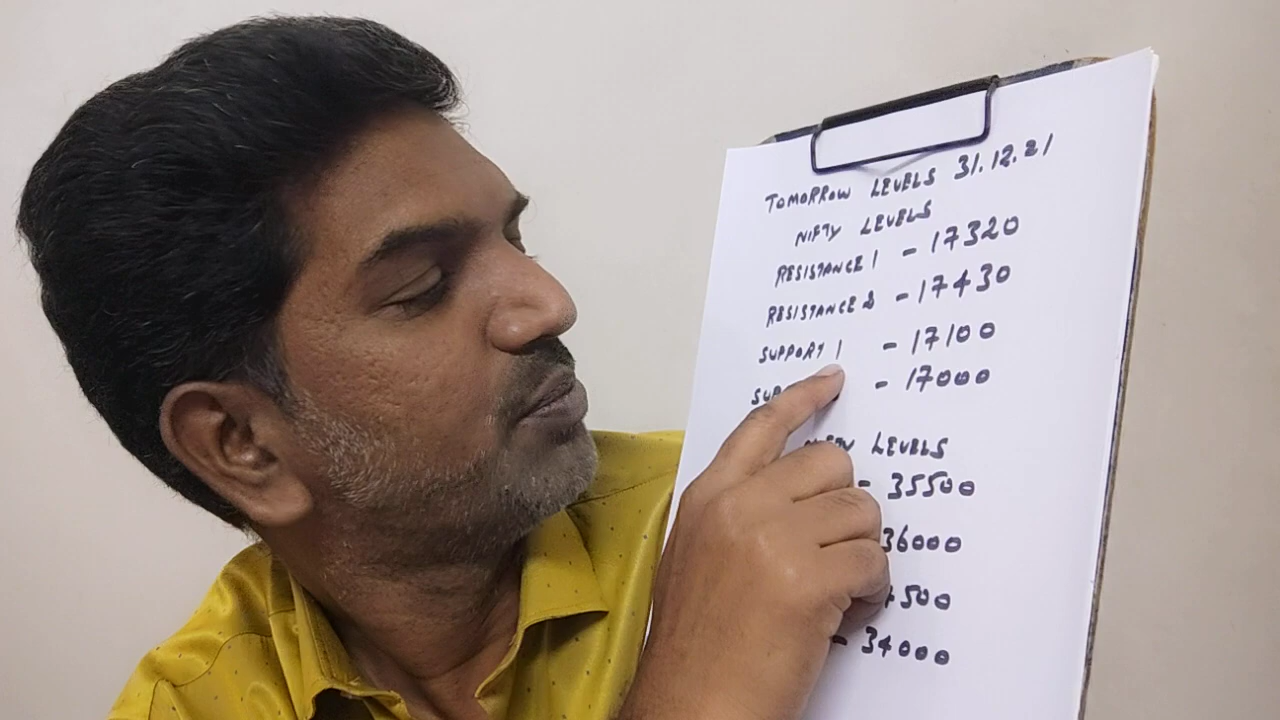 TOMORROW LEVELS 31.12.21
NIFTY LEVELS
RESISTANCE 1 - 17320
RESISTANCE 2 - 17430
SUPPORT 1 - 17100
- 17000
LEVELS
- 35500
36000
500
- 34000